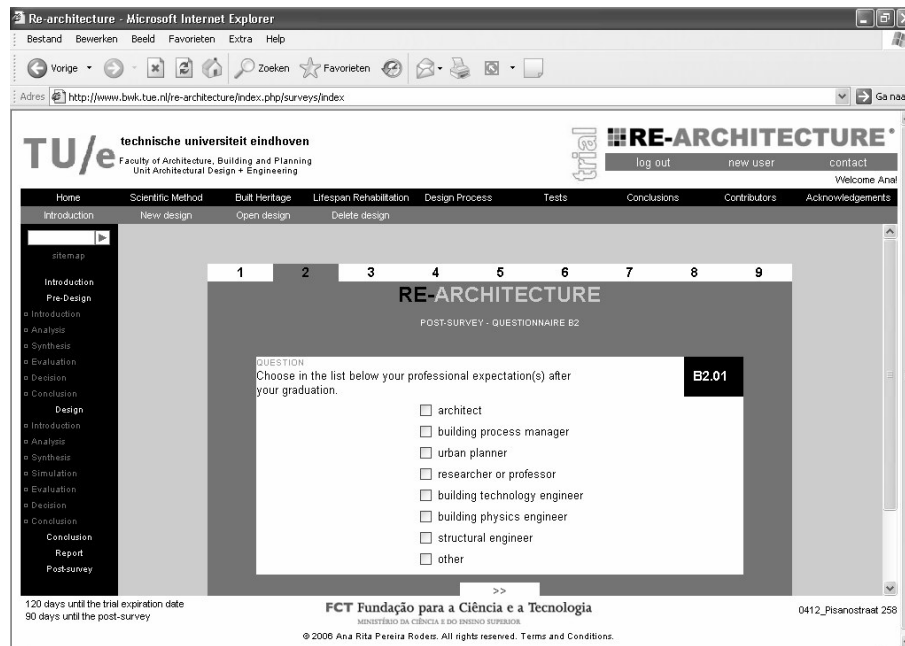 Re-architecture - Microsoft Internet Explorer
Bestand Bewerken Beeld Favorieten Extra Help
Vorige Zoeken Favorieten
Adres http://www.bwk.tue.nl/re-architecture/index.php/surveys/index Ga naa
TU/e technische universiteit eindhoven
Faculty of Architecture, Building and Planning
Unit Architectural Design + Engineering
trial
RE-ARCHITECTURE
log out new user contact
Welcome Ana!
Home Scientific Method Built Heritage Lifespan Rehabilitation Design Process Tests Conclusions Contributors Acknowledgements
Introduction New design Open design Delete design
sitemap
Introduction
Pre-Design
Introduction
Analysis
Synthesis
Evaluation
Decision
Conclusion
Design
Introduction
Analysis
Synthesis
Simulation
Evaluation
Decision
Conclusion
Conclusion
Report
Post-survey
1 2 3 4 5 6 7 8 9
RE-ARCHITECTURE
POST-SURVEY - QUESTIONNAIRE B2
QUESTION
Choose in the list below your professional expectation(s) after
your graduation.
B2.01
architect
building process manager
urban planner
researcher or professor
building technology engineer
building physics engineer
structural engineer
other
>>
120 days until the trial expiration date
90 days until the post-survey
FCT Fundação para a Ciência e a Tecnologia
MINISTÉRIO DA CIÊNCIA E DO ENSINO SUPERIOR
© 2006 Ana Rita Pereira Roders. All rights reserved. Terms and Conditions.
0412_Pisanostraat 258